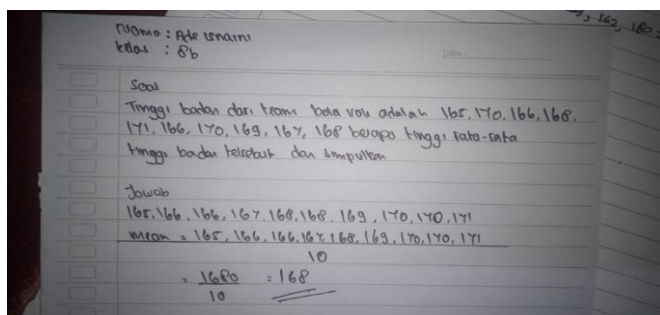 , 162, 180 =
Nama : Ade Isnaini
kelas : 8b
Soal
Tinggi badan dari team bola voli adalah 165, 170, 166, 168,
171, 166, 170, 169, 167, 168 berapa tinggi rata-rata
tinggi badan tersebut dan simpulkan
Jawab
165, 166, 166, 167, 168, 168, 169, 170, 170, 171
mean = 165, 166, 166, 167, 168, 169, 170, 170, 171
10
= 1680 = 168
10